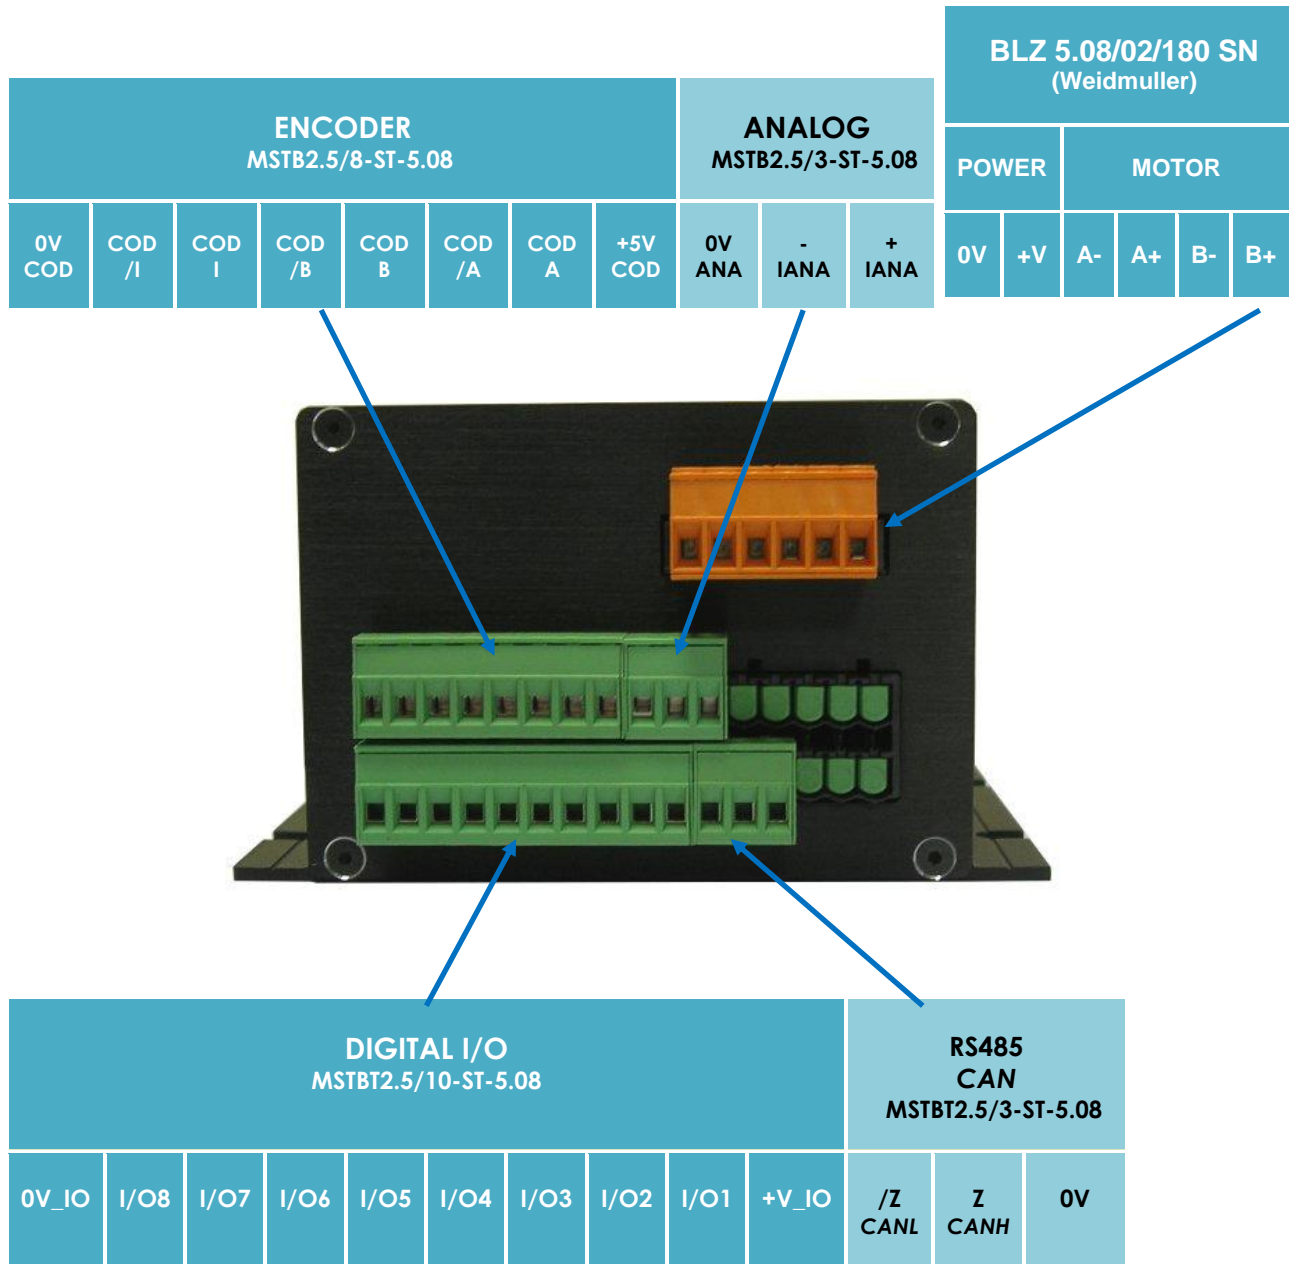 BLZ 5.08/02/180 SN
(Weidmuller)
ENCODER
MSTB2.5/8-ST-5.08
ANALOG
MSTB2.5/3-ST-5.08
POWER
MOTOR
0V
COD
COD
/I
COD
I
COD
/B
COD
B
COD
/A
COD
A
+5V
COD
0V
ANA
-
IANA
+
IANA
0V
+V
A-
A+
B-
B+
DIGITAL I/O
MSTBT2.5/10-ST-5.08
RS485
CAN
MSTBT2.5/3-ST-5.08
0V_IO
I/O8
I/O7
I/O6
I/O5
I/O4
I/O3
I/O2
I/O1
+V_IO
/Z
CANL
Z
CANH
0V